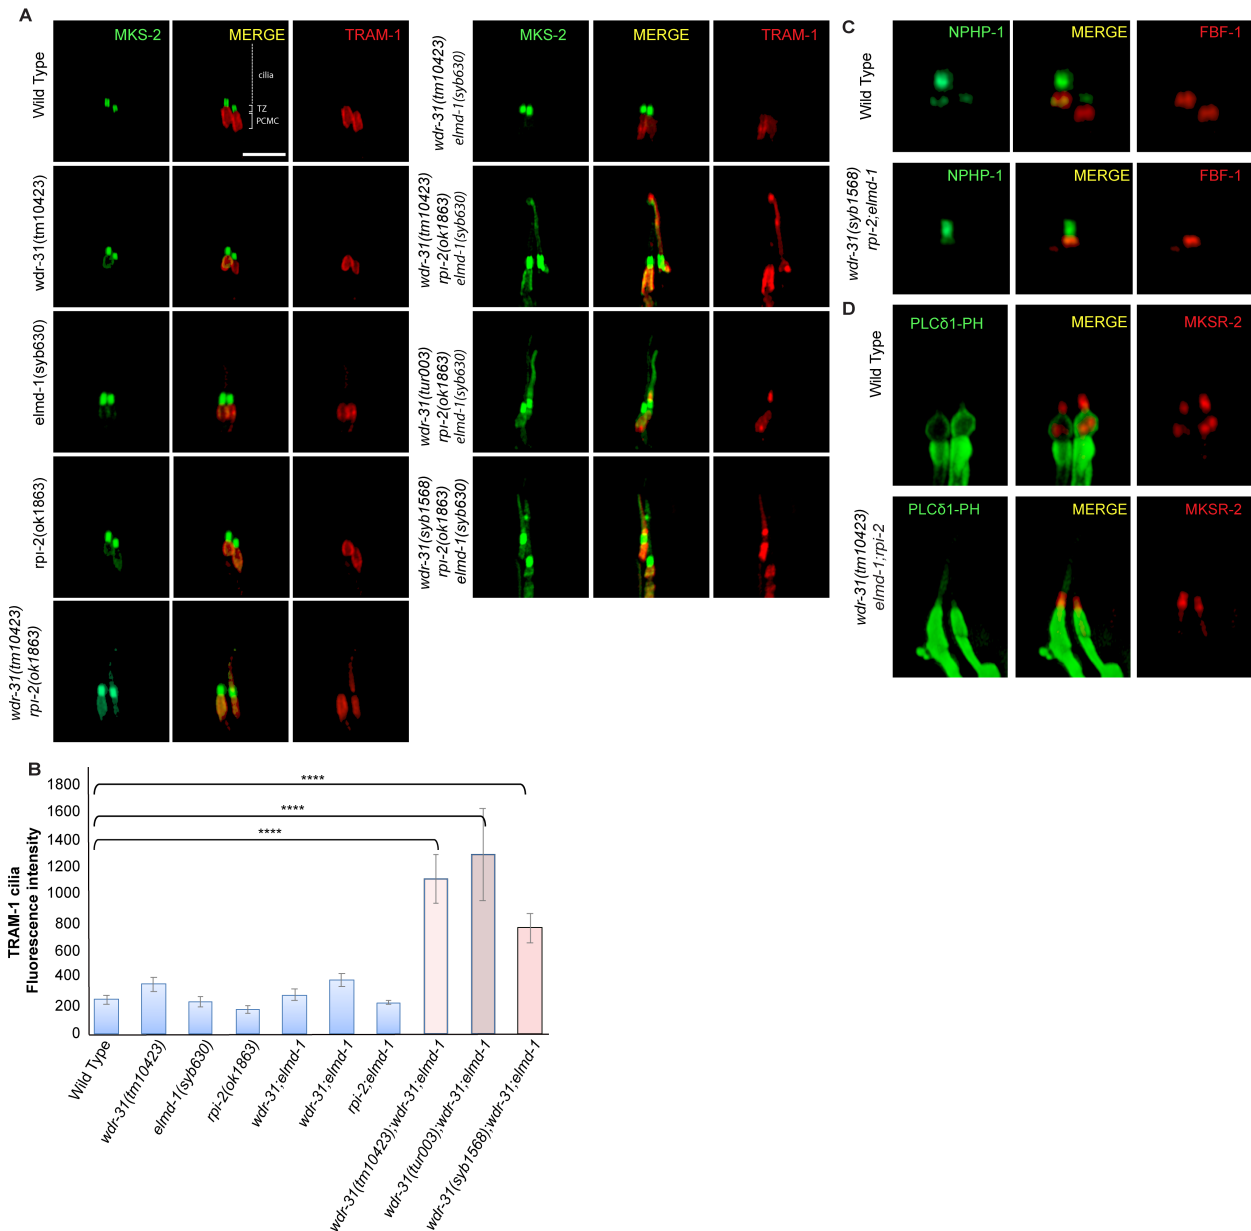 A
MKS-2
MERGE
TRAM-1
cilia
TZ
PCMC
Wild Type
wdr-31(tm10423)
elmd-1(syb630)
rpı-2(ok1863)
wdr-31(tm10423)
rpı-2(ok1863)
MKS-2
MERGE
TRAM-1
wdr-31(tm10423)
elmd-1(syb630)
wdr-31(tm10423)
rpı-2(ok1863)
elmd-1(syb630)
wdr-31(tur003)
rpı-2(ok1863)
elmd-1(syb630)
wdr-31(syb1568)
rpı-2(ok1863)
elmd-1(syb630)
C
NPHP-1
MERGE
FBF-1
Wild Type
NPHP-1
MERGE
FBF-1
wdr-31(syb1568)
rpı-2;elmd-1
D
PLCδ1-PH
MERGE
MKSR-2
Wild Type
PLCδ1-PH
MERGE
MKSR-2
wdr-31(tm10423)
elmd-1;rpı-2
B
TRAM-1 cilia
Fluorescence intensity
1800
1600
1400
1200
1000
800
600
400
200
0
****
****
****
Wild Type
wdr-31(tm10423)
elmd-1(syb630)
rpi-2(ok1863)
wdr-31;elmd-1
wdr-31;elmd-1
rpi-2;elmd-1
wdr-31(tm10423);wdr-31;elmd-1
wdr-31(tur003);wdr-31;elmd-1
wdr-31(syb1568);wdr-31;elmd-1